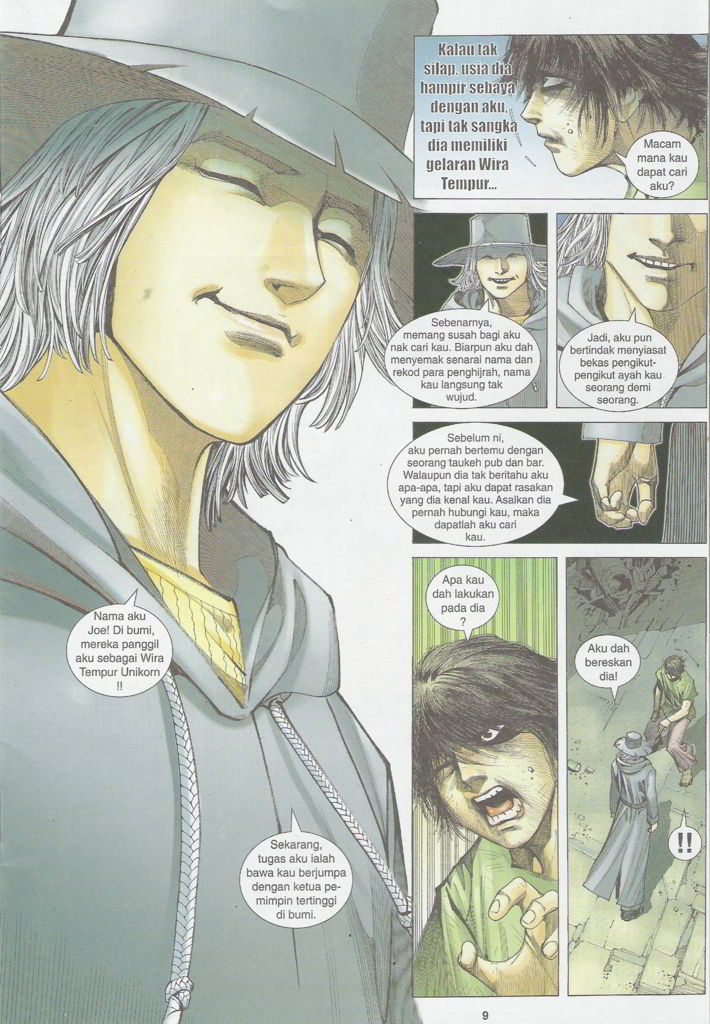 Nama aku
Joe! Di bumi,
mereka panggil
aku sebagai Wira
Tempur Unikorn
!!
Sekarang,
tugas aku ialah
bawa kau berjumpa
dengan ketua pe-
mimpin tertinggi
di bumi.
Kalau tak
silap, usia dia
hampir sebaya
dengan aku,
tapi tak sangka
dia memiliki
gelaran Wira
Tempur...
Macam
mana kau
dapat cari
aku?
Sebenarnya,
memang susah bagi aku
nak cari kau. Biarpun aku dah
menyemak senarai nama dan
rekod para penghijrah, nama
kau langsung tak
wujud.
Jadi, aku pun
bertindak menyiasat
bekas pengikut-
pengikut ayah kau
seorang demi
seorang.
Sebelum ni,
aku pernah bertemu dengan
seorang taukeh pub dan bar.
Walaupun dia tak beritahu aku
apa-apa, tapi aku dapat rasakan
yang dia kenal kau. Asalkan dia
pernah hubungi kau, maka
dapatlah aku cari
kau.
Apa kau
dah lakukan
pada dia
?
Aku dah
bereskan
dia!
!!
9